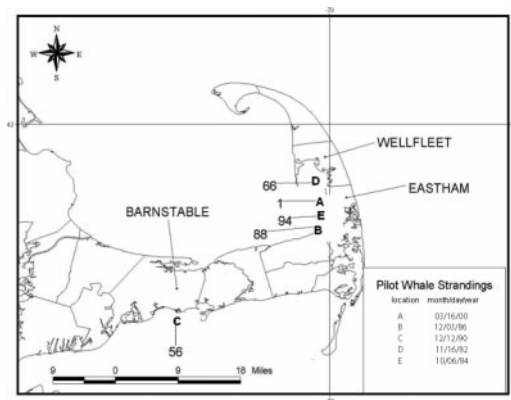 -70
N
W E
S
42
WELLFLEET
66 D
EASTHAM
1 A
BARNSTABLE
94 E
88 B
C
56
Pilot Whale Strandings
location month/day/year
A 03/16/00
B 12/03/86
C 12/12/90
D 11/16/82
E 10/06/84
9 0 9 18 Miles